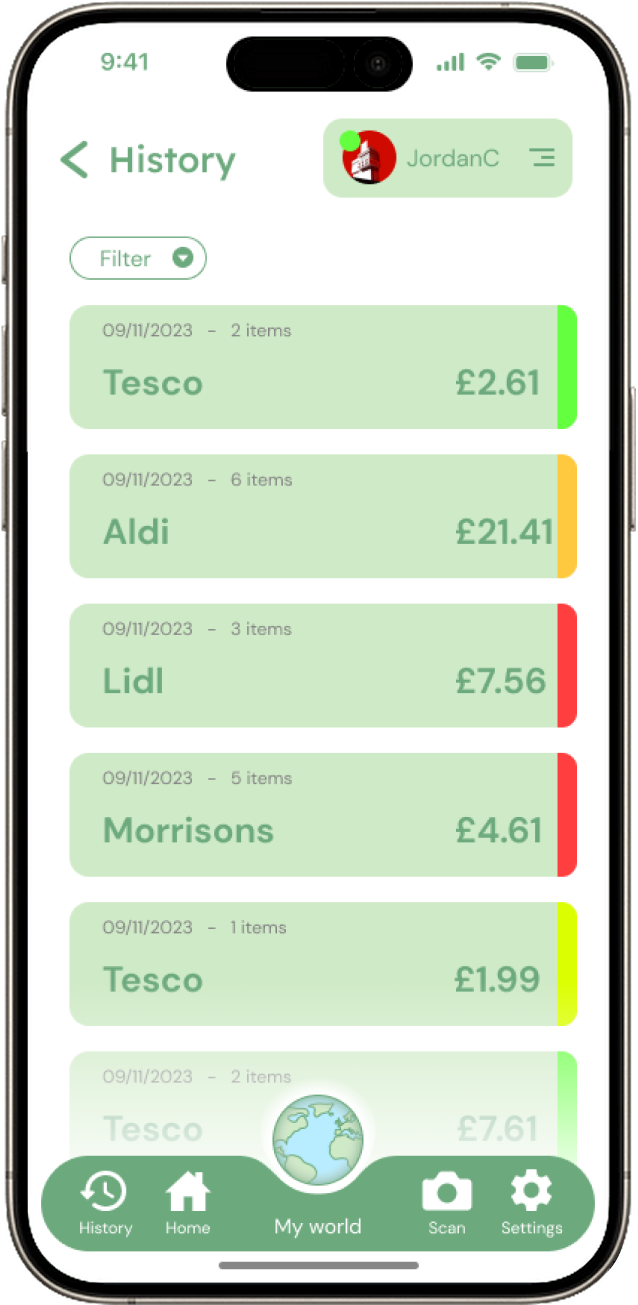 9:41
History
JordanC
Filter
09/11/2023 - 2 items
Tesco £2.61
09/11/2023 - 6 items
Aldi £21.41
09/11/2023 - 3 items
Lidl £7.56
09/11/2023 - 5 items
Morrisons £4.61
09/11/2023 - 1 items
Tesco £1.99
09/11/2023 - 2 items
Tesco £7.61
History Home My world Scan Settings